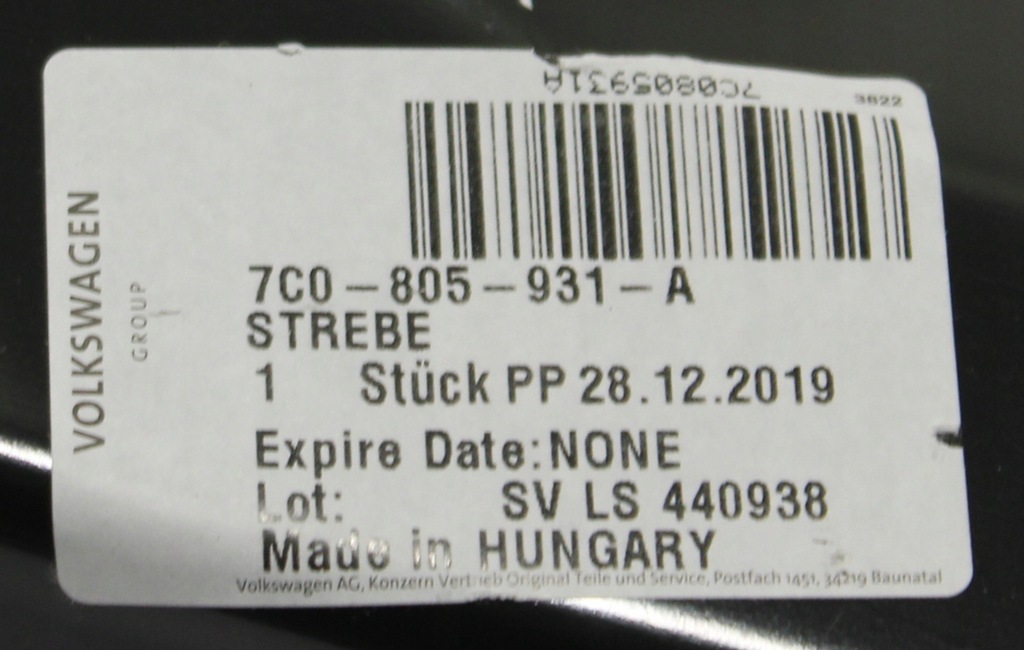 7C0805931A
3822
7C0-805-931-A
STREBE
1 Stück PP 28.12.2019
Expire Date:NONE
Lot: SV LS 440938
Made in HUNGARY
Volkswagen AG, Konzern Vertrieb Original Teile und Service, Postfach 1451, 34219 Baunatal
VOLKSWAGEN
GROUP